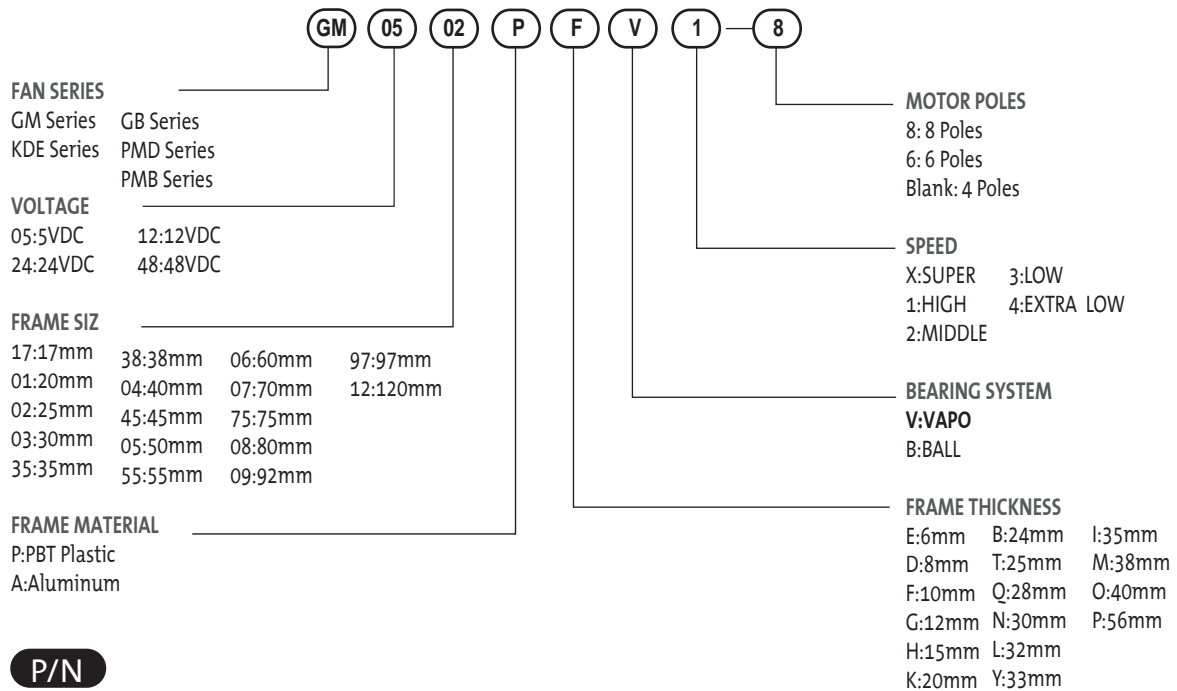 GM 05 02 P F V 1 — 8
FAN SERIES
GM Series GB Series
KDE Series PMD Series
PMB Series
VOLTAGE
05:5VDC 12:12VDC
24:24VDC 48:48VDC
FRAME SIZ
17:17mm 38:38mm 06:60mm 97:97mm
01:20mm 04:40mm 07:70mm 12:120mm
02:25mm 45:45mm 75:75mm
03:30mm 05:50mm 08:80mm
35:35mm 55:55mm 09:92mm
FRAME MATERIAL
P:PBT Plastic
A:Aluminum
P/N
MOTOR POLES
8: 8 Poles
6: 6 Poles
Blank: 4 Poles
SPEED
X:SUPER 3:LOW
1:HIGH 4:EXTRA LOW
2:MIDDLE
BEARING SYSTEM
V:VAPO
B:BALL
FRAME THICKNESS
E:6mm B:24mm I:35mm
D:8mm T:25mm M:38mm
F:10mm Q:28mm O:40mm
G:12mm N:30mm P:56mm
H:15mm L:32mm
K:20mm Y:33mm